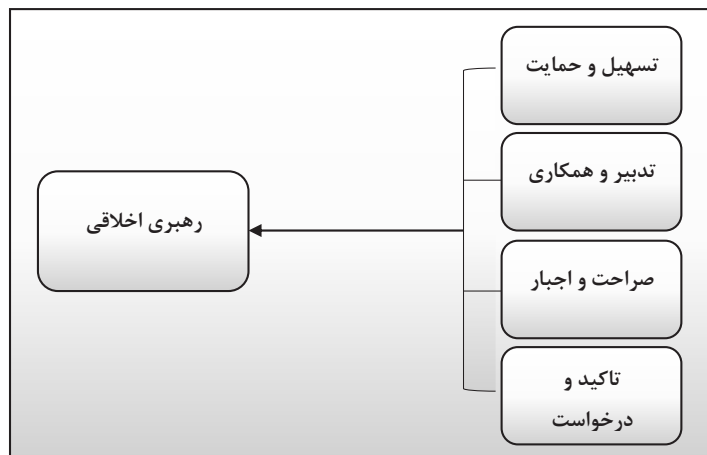 تسهیل و حمایت
تدبیر و همکاری
رهبری اخلاقی
صراحت و اجبار
تاکید و
درخواست